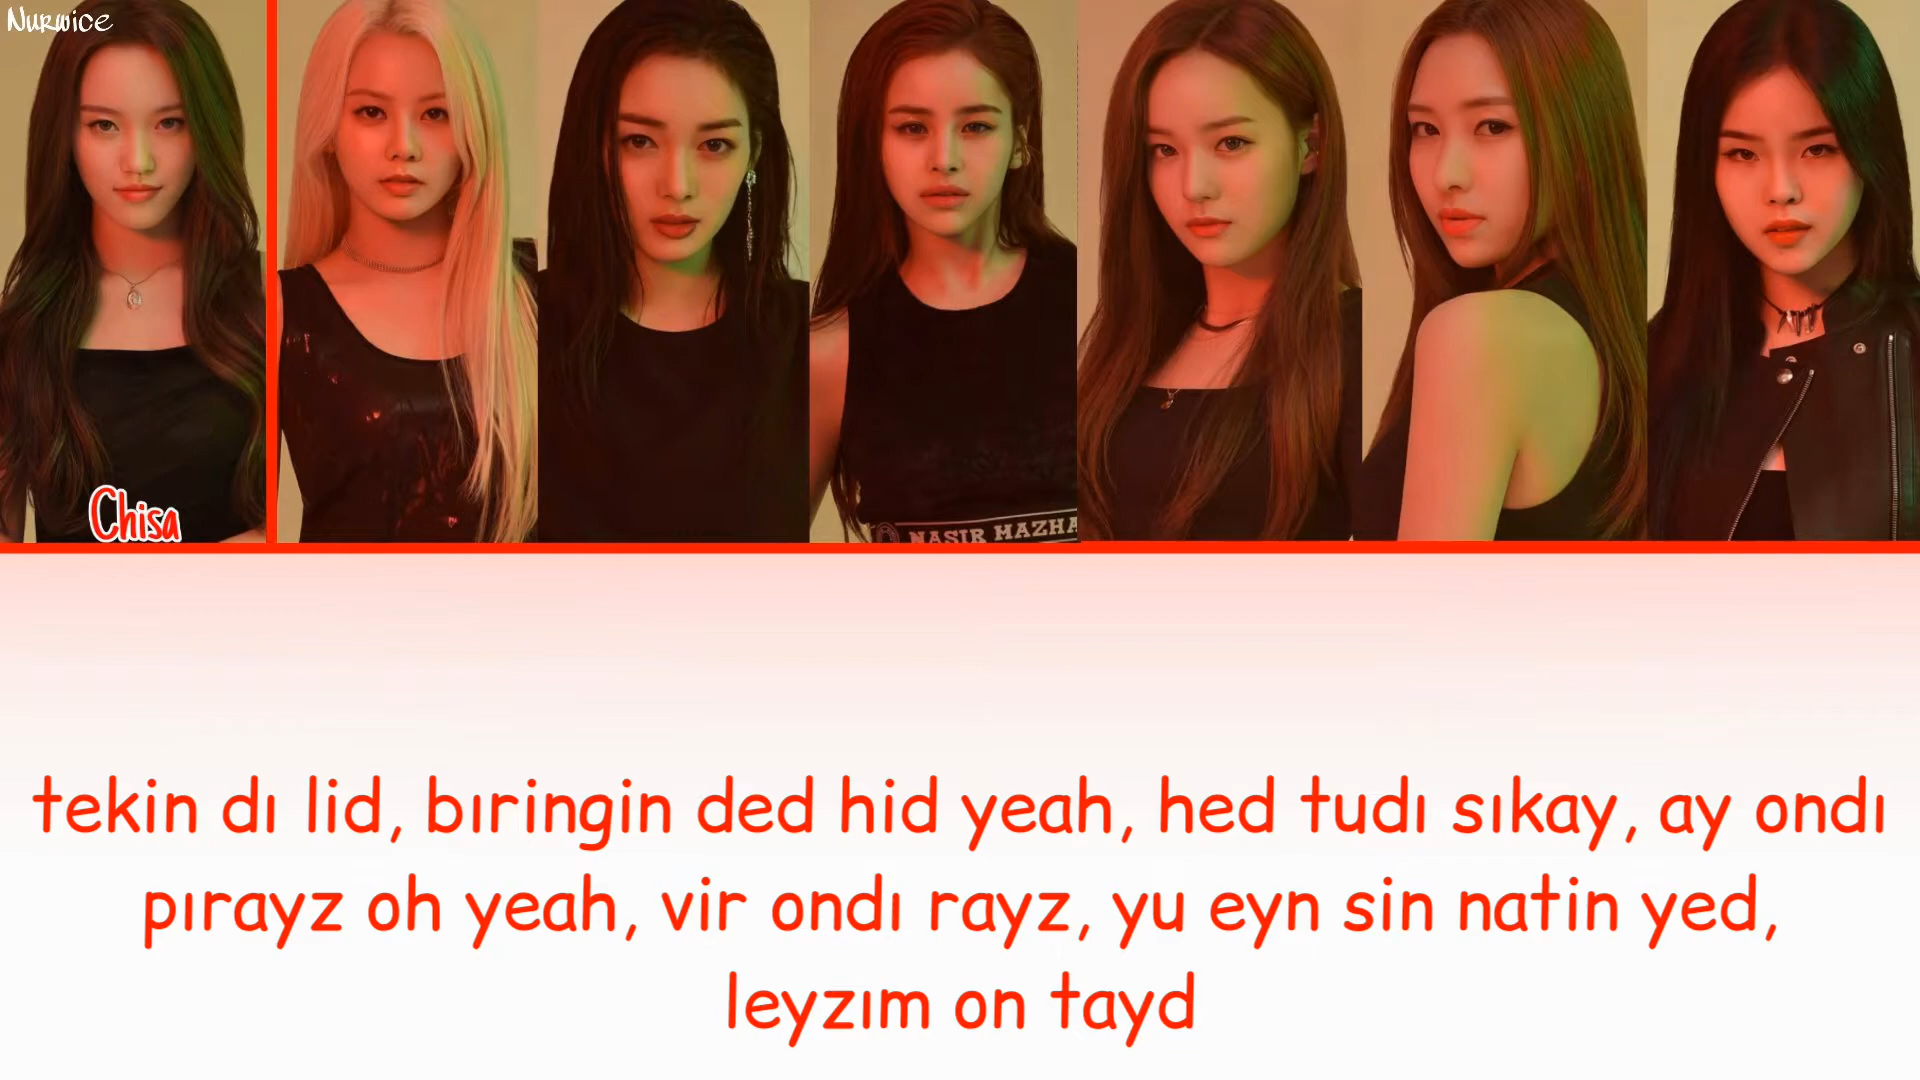 Nurwice
Chisa
NASIR MAZHA
tekin dı lid, bıringin ded hid yeah, hed tudı sıkay, ay ondı
pırayz oh yeah, vir ondı rayz, yu eyn sin natin yed,
leyzım on tayd